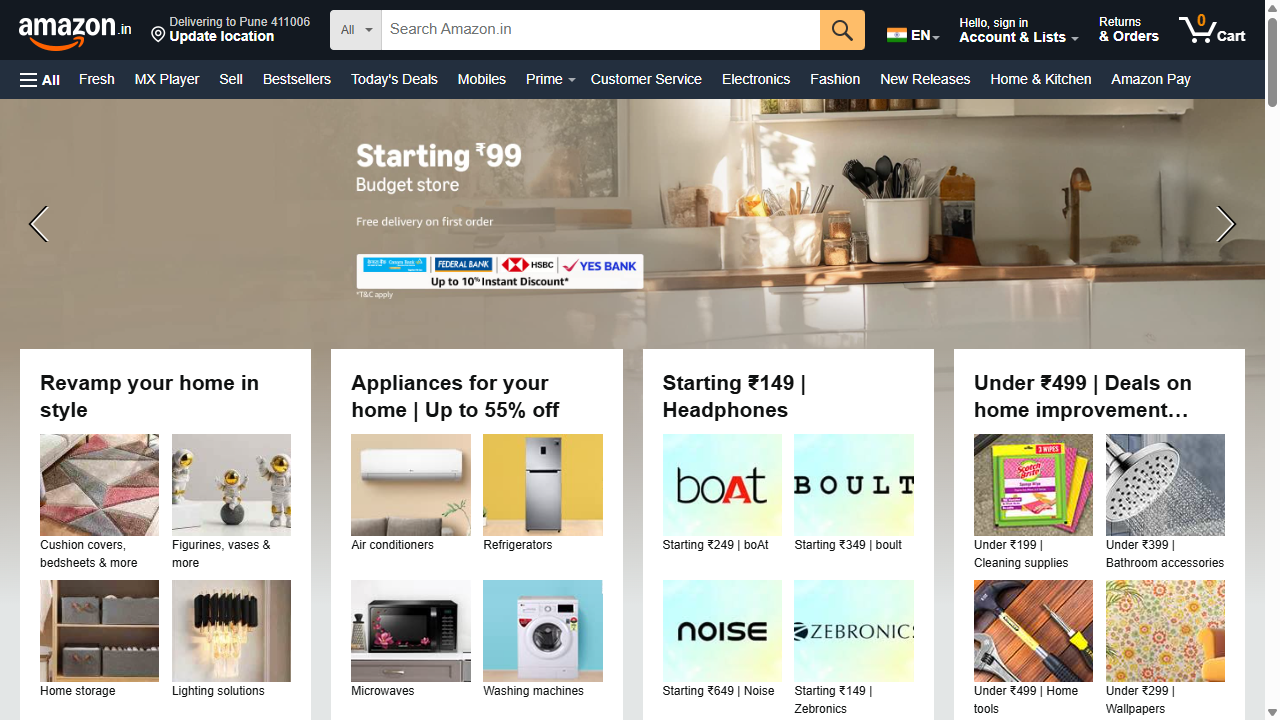 amazon.in
Delivering to Pune 411006
Update location
All
Search Amazon.in
EN
Hello, sign in
Account & Lists
Returns
& Orders
0
Cart
All
Fresh
MX Player
Sell
Bestsellers
Today's Deals
Mobiles
Prime
Customer Service
Electronics
Fashion
New Releases
Home & Kitchen
Amazon Pay
Starting ₹99
Budget store
Free delivery on first order
FEDERAL BANK
HSBC
YES BANK
Up to 10% Instant Discount*
*T&C apply
Revamp your home in
style
Cushion covers,
bedsheets & more
Figurines, vases &
more
Home storage
Lighting solutions
Appliances for your
home | Up to 55% off
Air conditioners
Refrigerators
Microwaves
Washing machines
Starting ₹149 |
Headphones
boAt
BOULT
Starting ₹249 | boAt
Starting ₹349 | boult
noise
ZEBRONICS
Starting ₹649 | Noise
Starting ₹149 |
Zebronics
Under ₹499 | Deals on
home improvement…
3 WIPES
Scotch
Brite
Under ₹199 |
Cleaning supplies
Under ₹399 |
Bathroom accessories
Under ₹499 | Home
tools
Under ₹299 |
Wallpapers